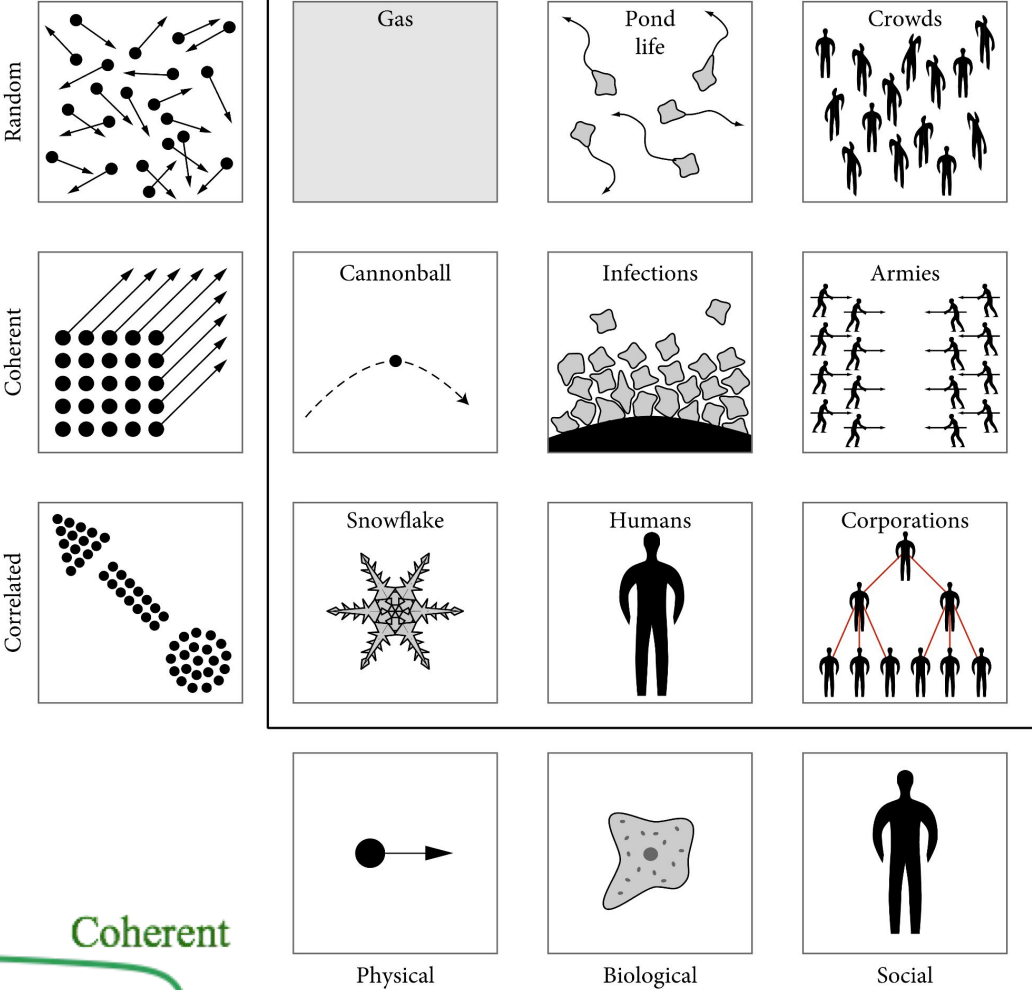 Random
Gas
Pond
life
Crowds
Coherent
Cannonball
Infections
Armies
Correlated
Snowflake
Humans
Corporations
Coherent
Physical
Biological
Social